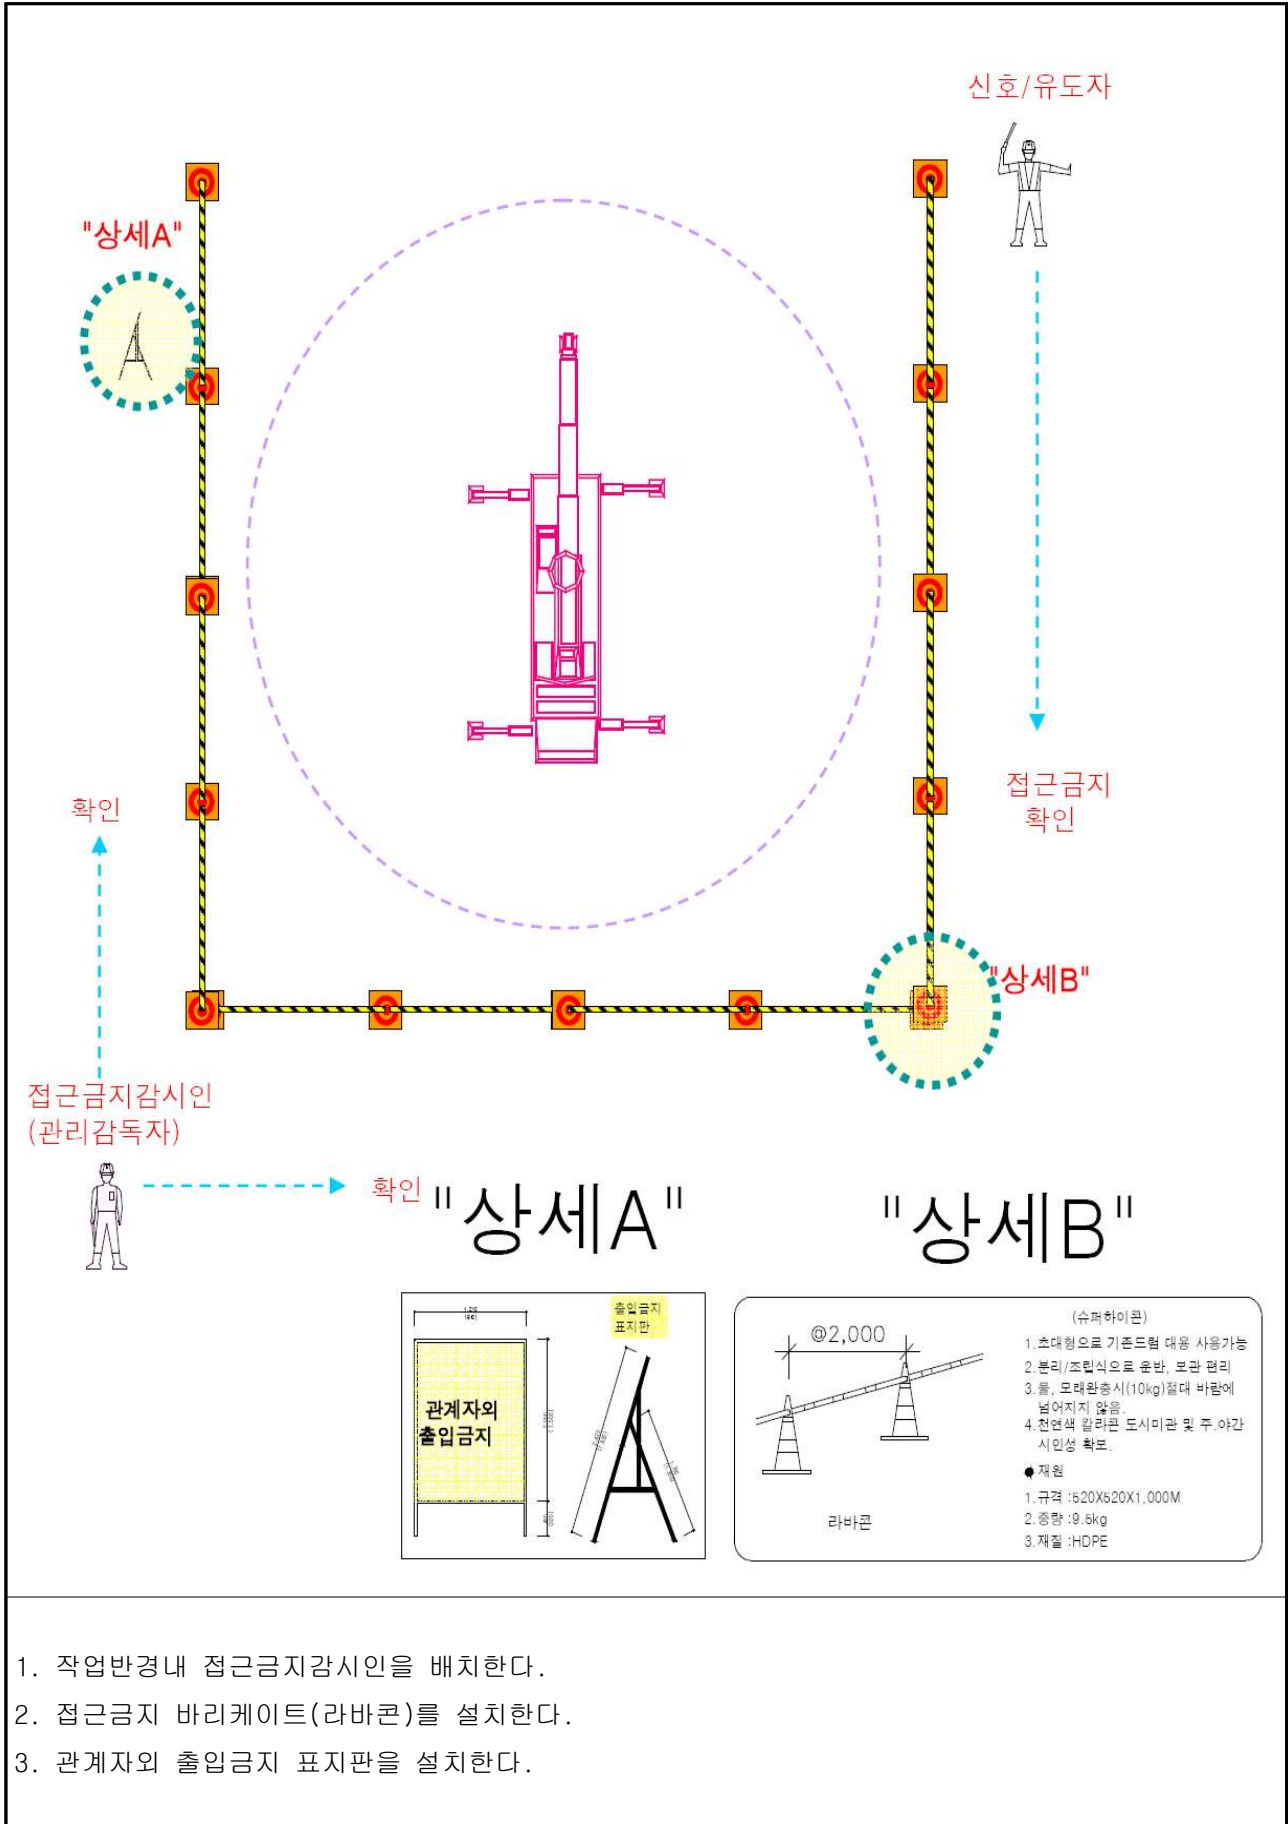 신호/유도자
"상세A"
확인
접근금지
확인
"상세B"
접근금지감시인
(관리감독자)
확인
"상세A"
"상세B"
출입금지
표지판
관계자외
출입금지
@2,000
라바콘
(슈퍼하이콘)
1.초대형으로 기존드럼 대용 사용가능
2.분리/조립식으로 운반, 보관 편리
3.물, 모래완충시(10kg)절대 바람에
넘어지지 않음.
4.천연색 칼라콘 도시미관 및 주.야간
시인성 확보.
재원
1.규격 :520X520X1,000M
2.중량 :9.5kg
3.재질 :HDPE
1. 작업반경내 접근금지감시인을 배치한다.
2. 접근금지 바리케이트(라바콘)를 설치한다.
3. 관계자외 출입금지 표지판을 설치한다.